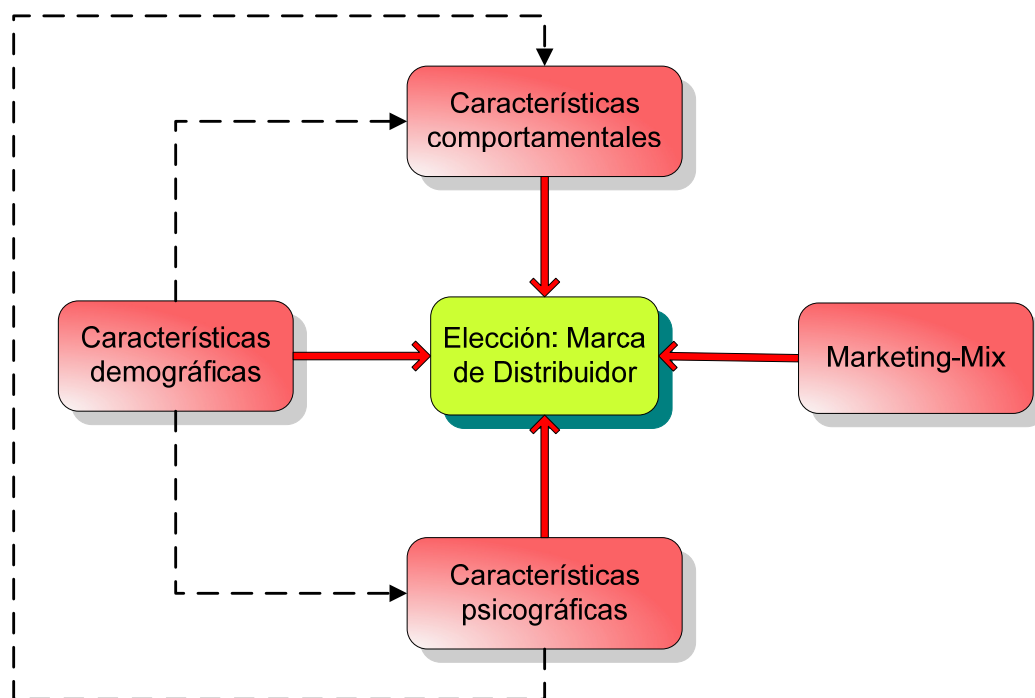 Características
comportamentales
Características
demográficas
Elección: Marca
de Distribuidor
Marketing-Mix
Características
psicográficas